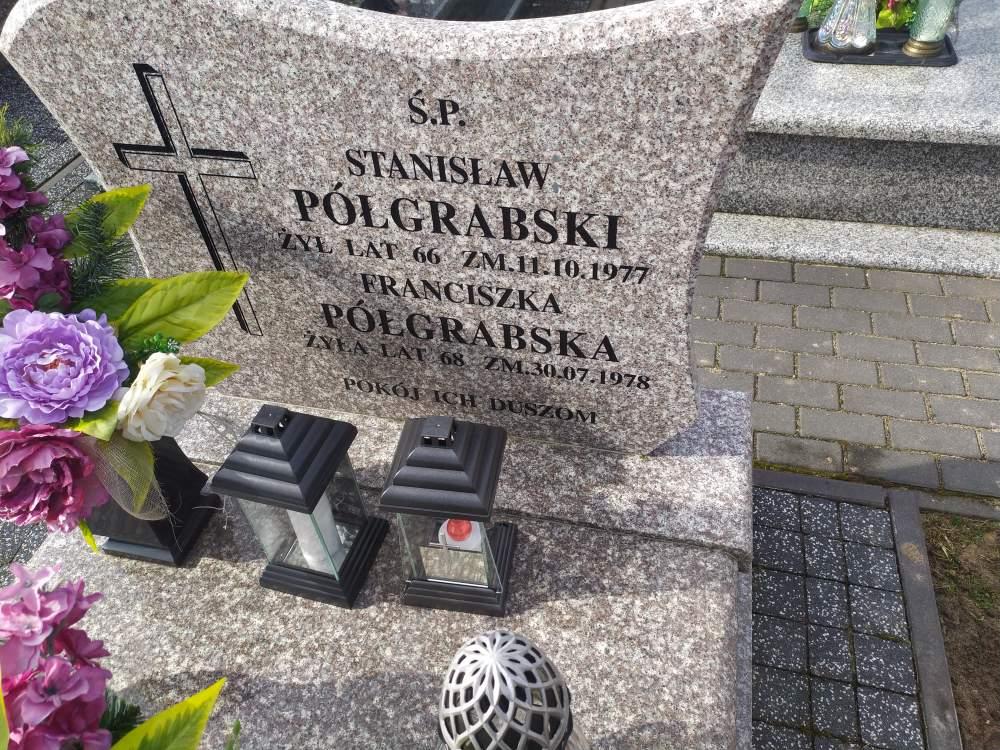 Ś.P.
STANISŁAW
PÓŁGRABSKI
ŻYŁ LAT 66 ZM.11.10.1977
FRANCISZKA
PÓŁGRABSKA
ŻYŁA LAT 68 ZM.30.07.1978
POKÓJ ICH DUSZOM